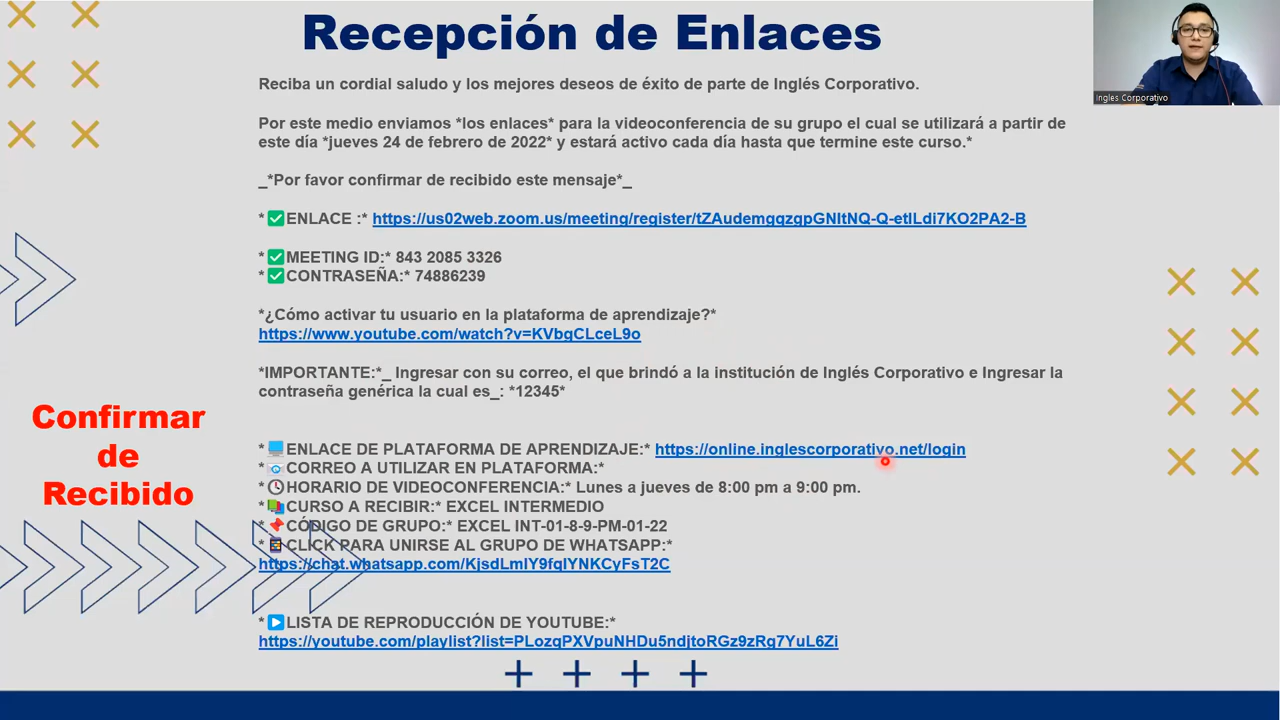 Recepción de Enlaces
Ingles Corporativo
Reciba un cordial saludo y los mejores deseos de éxito de parte de Inglés Corporativo.
Por este medio enviamos *los enlaces* para la videoconferencia de su grupo el cual se utilizará a partir de
este día *jueves 24 de febrero de 2022* y estará activo cada día hasta que termine este curso.*
_*Por favor confirmar de recibido este mensaje*_
*✅ENLACE :* https://us02web.zoom.us/meeting/register/tZAudemgqzgpGNItNQ-Q-etlLdi7KO2PA2-B
*✅MEETING ID:* 843 2085 3326
*✅CONTRASEÑA:* 74886239
*¿Cómo activar tu usuario en la plataforma de aprendizaje?*
https://www.youtube.com/watch?v=KVbgCLceL9o
*IMPORTANTE:*_ Ingresar con su correo, el que brindó a la institución de Inglés Corporativo e Ingresar la
contraseña genérica la cual es_: *12345*
Confirmar
de
Recibido
*💻ENLACE DE PLATAFORMA DE APRENDIZAJE:* https://online.inglescorporativo.net/login
*📧CORREO A UTILIZAR EN PLATAFORMA:*
*🕓HORARIO DE VIDEOCONFERENCIA:* Lunes a jueves de 8:00 pm a 9:00 pm.
*📚CURSO A RECIBIR:* EXCEL INTERMEDIO
*📌CÓDIGO DE GRUPO:* EXCEL INT-01-8-9-PM-01-22
*📱CLICK PARA UNIRSE AL GRUPO DE WHATSAPP:*
https://chat.whatsapp.com/KjsdLmlY9fqlYNKCyFsT2C
*▶️LISTA DE REPRODUCCIÓN DE YOUTUBE:*
https://youtube.com/playlist?list=PLozqPXVpuNHDu5ndjtoRGz9zRg7YuL6Zi